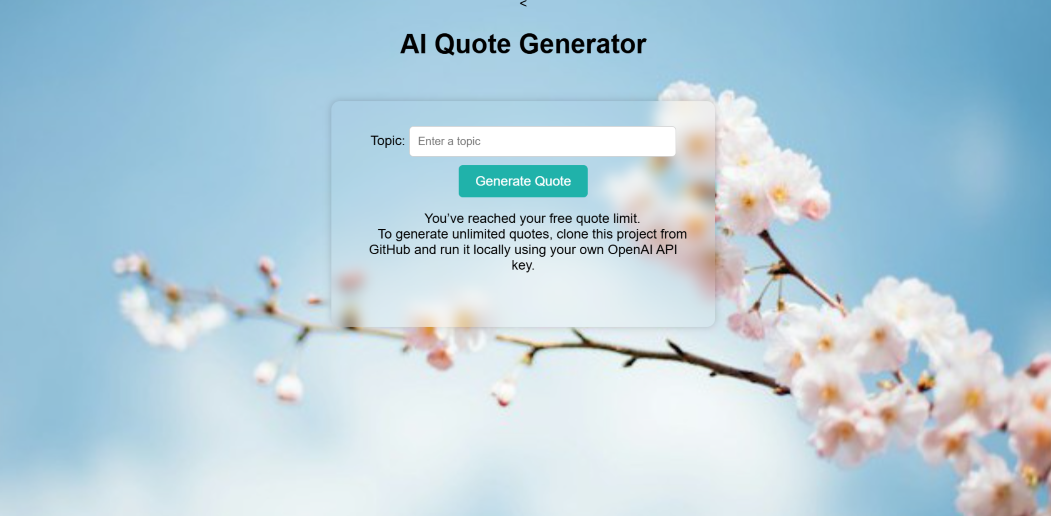 <
AI Quote Generator
Topic: Enter a topic
Generate Quote
You've reached your free quote limit.
To generate unlimited quotes, clone this project from
GitHub and run it locally using your own OpenAI API
key.